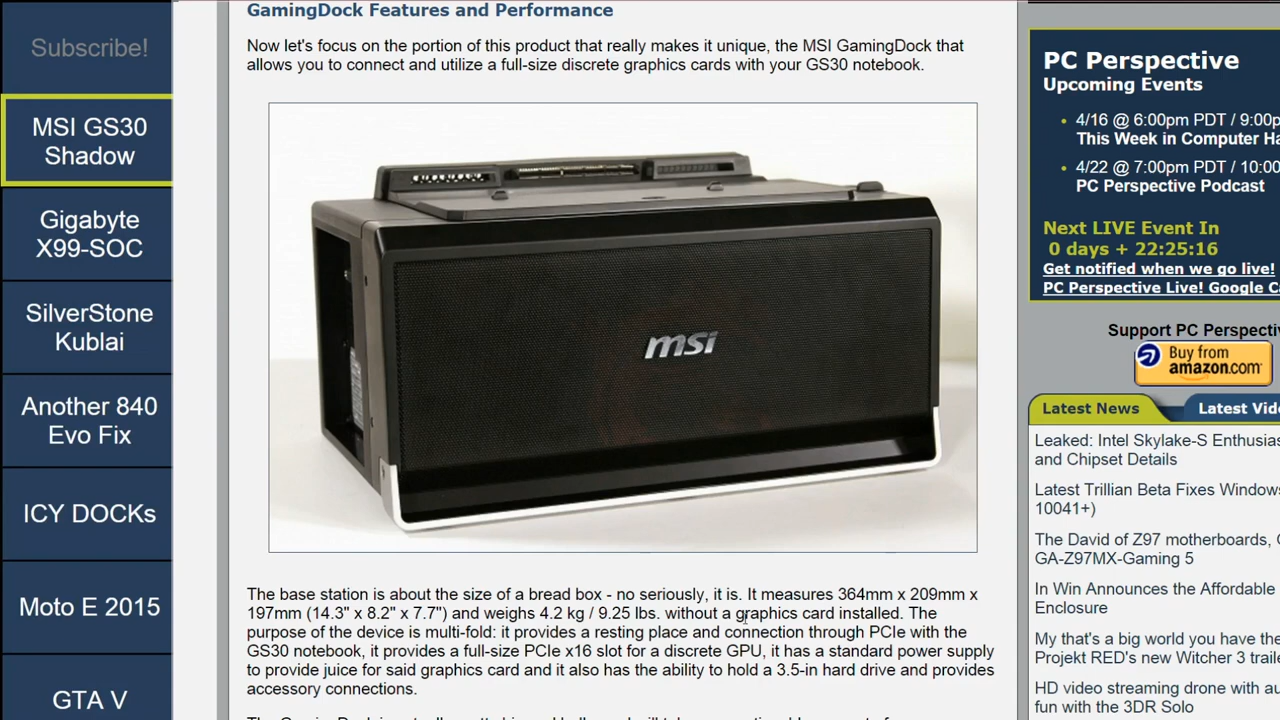 Subscribe!
MSI GS30
Shadow
Gigabyte
X99-SOC
SilverStone
Kublai
Another 840
Evo Fix
ICY DOCKs
Moto E 2015
GTA V
GamingDock Features and Performance
Now let's focus on the portion of this product that really makes it unique, the MSI GamingDock that
allows you to connect and utilize a full-size discrete graphics cards with your GS30 notebook.
msi
The base station is about the size of a bread box - no seriously, it is. It measures 364mm x 209mm x
197mm (14.3" x 8.2" x 7.7") and weighs 4.2 kg / 9.25 lbs. without a graphics card installed. The
purpose of the device is multi-fold: it provides a resting place and connection through PCIe with the
GS30 notebook, it provides a full-size PCIe x16 slot for a discrete GPU, it has a standard power supply
to provide juice for said graphics card and it also has the ability to hold a 3.5-in hard drive and provides
accessory connections.
PC Perspective
Upcoming Events
4/16 @ 6:00pm PDT / 9:00p
This Week in Computer Ha
4/22 @ 7:00pm PDT / 10:00
PC Perspective Podcast
Next LIVE Event In
0 days + 22:25:16
Get notified when we go live!
PC Perspective Live! Google Ca
Support PC Perspecti
Buy from
amazon.com
Latest News
Latest Vid
Leaked: Intel Skylake-S Enthusias
and Chipset Details
Latest Trillian Beta Fixes Windows
10041+)
The David of Z97 motherboards,
GA-Z97MX-Gaming 5
In Win Announces the Affordable
Enclosure
My that's a big world you have the
Projekt RED's new Witcher 3 traile
HD video streaming drone with au
fun with the 3DR Solo